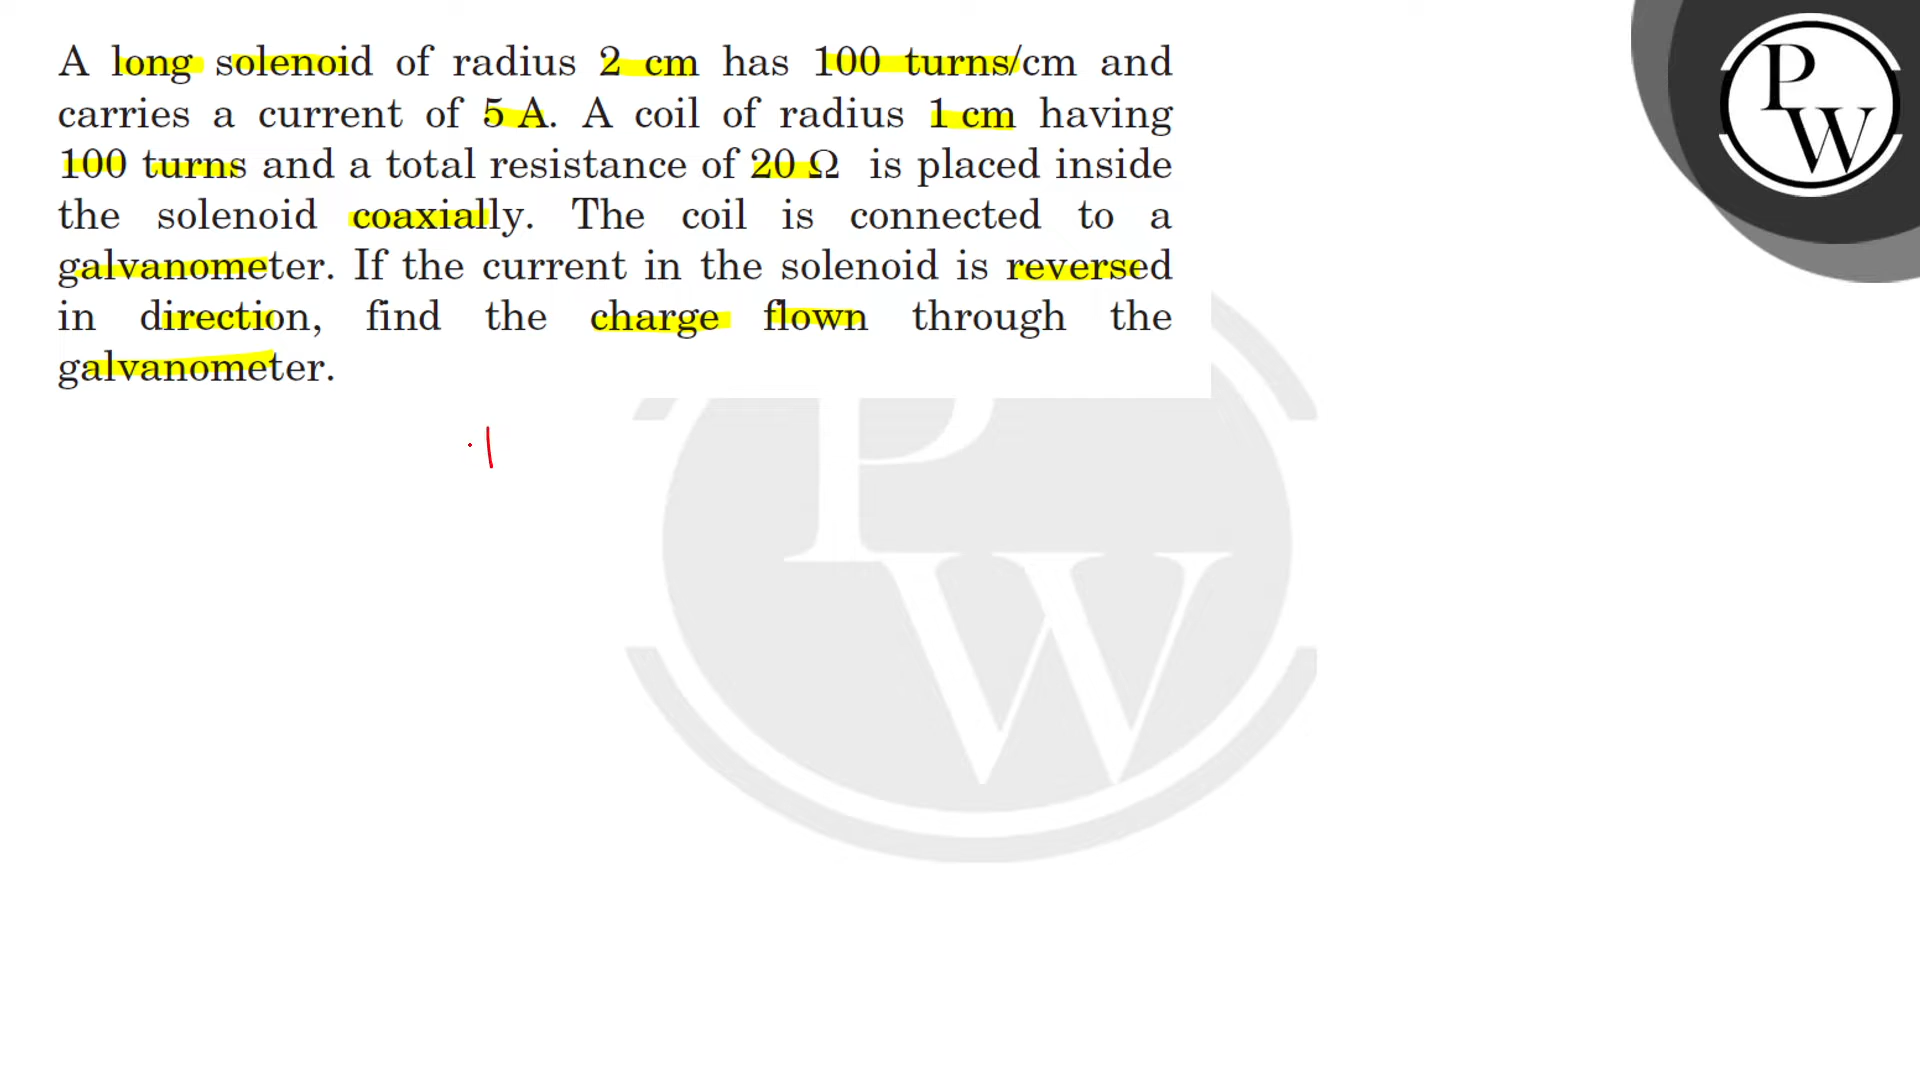 A long solenoid of radius 2 cm has 100 turns/cm and
carries a current of 5 A. A coil of radius 1 cm having
100 turns and a total resistance of 20 Ω is placed inside
the solenoid coaxially. The coil is connected to a
galvanometer. If the current in the solenoid is reversed
in direction, find the charge flown through the
galvanometer.
P
W
P
W